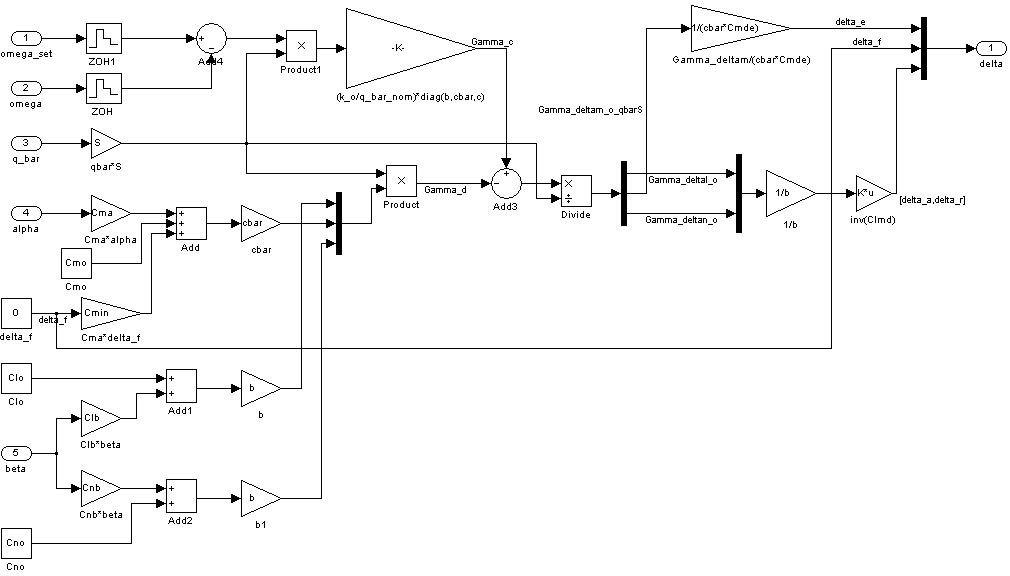 1
omega_set
ZOH1
+
-
Add4
×
Product1
-K-
(k_o/q_bar_nom)*diag(b,cbar,c)
Gamma_c
1/(cbar*Cmde)
Gamma_deltam/(cbar*Cmde)
delta_e
delta_f
1
delta
2
omega
ZOH
Gamma_deltam_o_qbarS
3
q_bar
S
qbar*S
×
Product
Gamma_d
+
-
Add3
×
÷
Divide
Gamma_deltal_o
Gamma_deltan_o
1/b
1/b
K*u
inv(Clmd)
[delta_a,delta_r]
4
alpha
Cma
Cma*alpha
+
+
+
Add
cbar
cbar
Cmo
Cmo
0
delta_f
delta_f
Cmin
Cma*delta_f
Clo
Clo
+
+
Add1
b
b
Clb
Clb*beta
5
beta
Cnb
Cnb*beta
+
+
Add2
b
b1
Cno
Cno